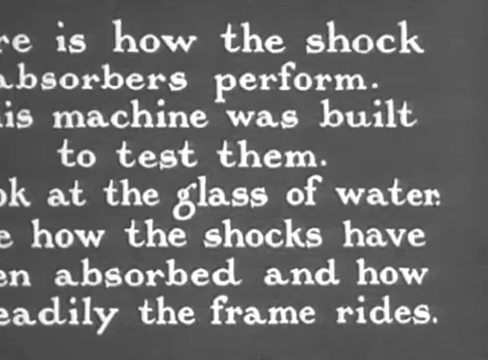 re is how the shock
absorbers perform.
is machine was built
to test them.
ok at the glass of water.
e how the shocks have
en absorbed and how
eadily the frame rides.